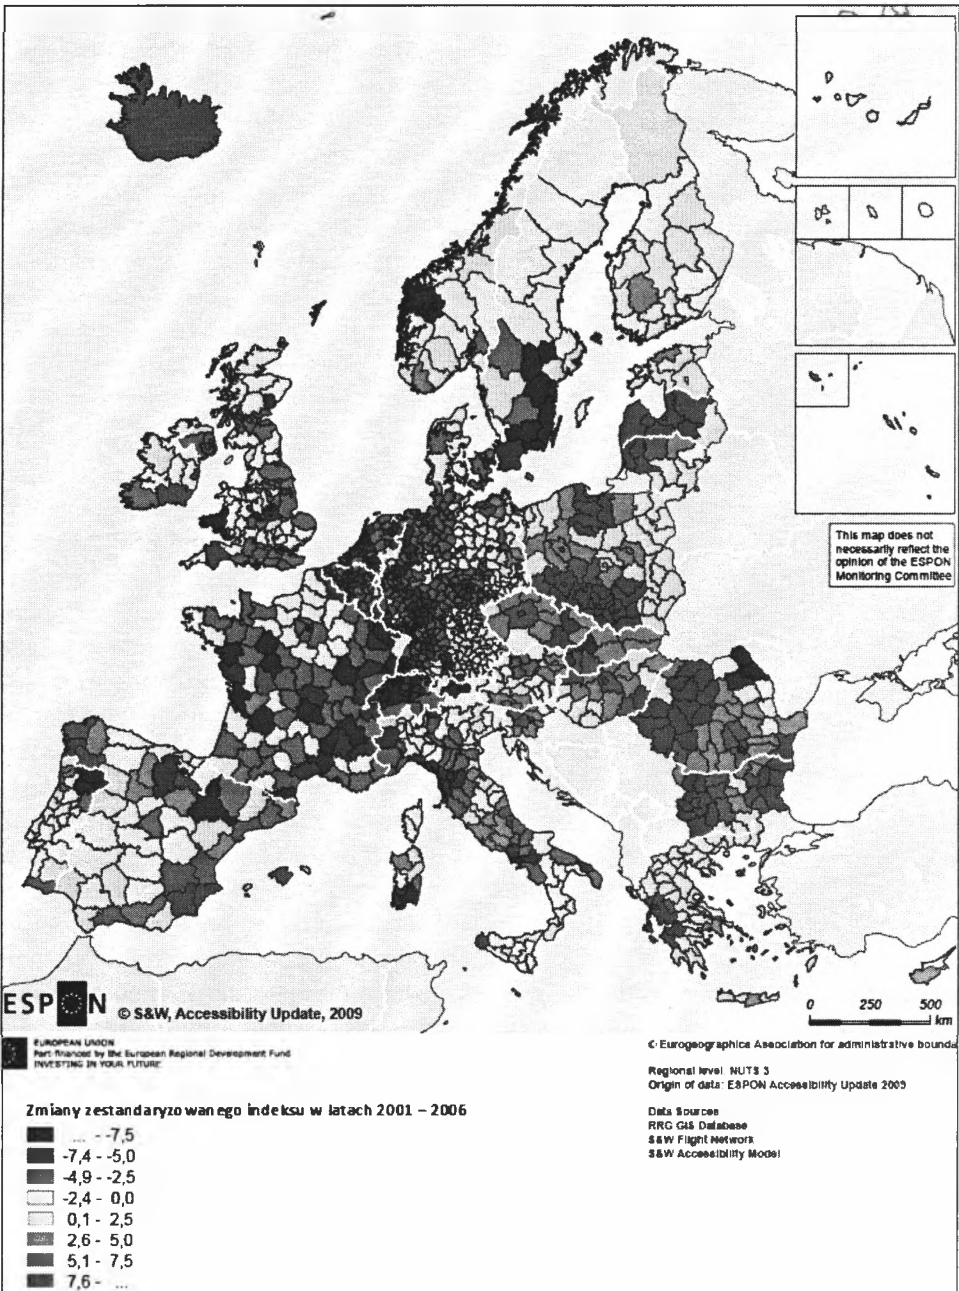 This map does not
necessarily reflect the
opinion of the ESPON
Monitoring Committee
ESPON
© S&W, Accessibility Update, 2009
0 250 500
km
EUROPEAN UNION
Part-financed by the European Regional Development Fund
INVESTING IN YOUR FUTURE
© Eurogeographics Association for administrative bounda
Regional level: NUTS 3
Origin of data: ESPON Accessibility Update 2009
Data Sources
RRG GIS Database
S&W Flight Network
S&W Accessibility Model
Zmiany zestandaryzowanego indeksu w latach 2001 – 2006
... - -7,5
-7,4 - -5,0
-4,9 - -2,5
-2,4 - 0,0
0,1 - 2,5
2,6 - 5,0
5,1 - 7,5
7,6 - ...